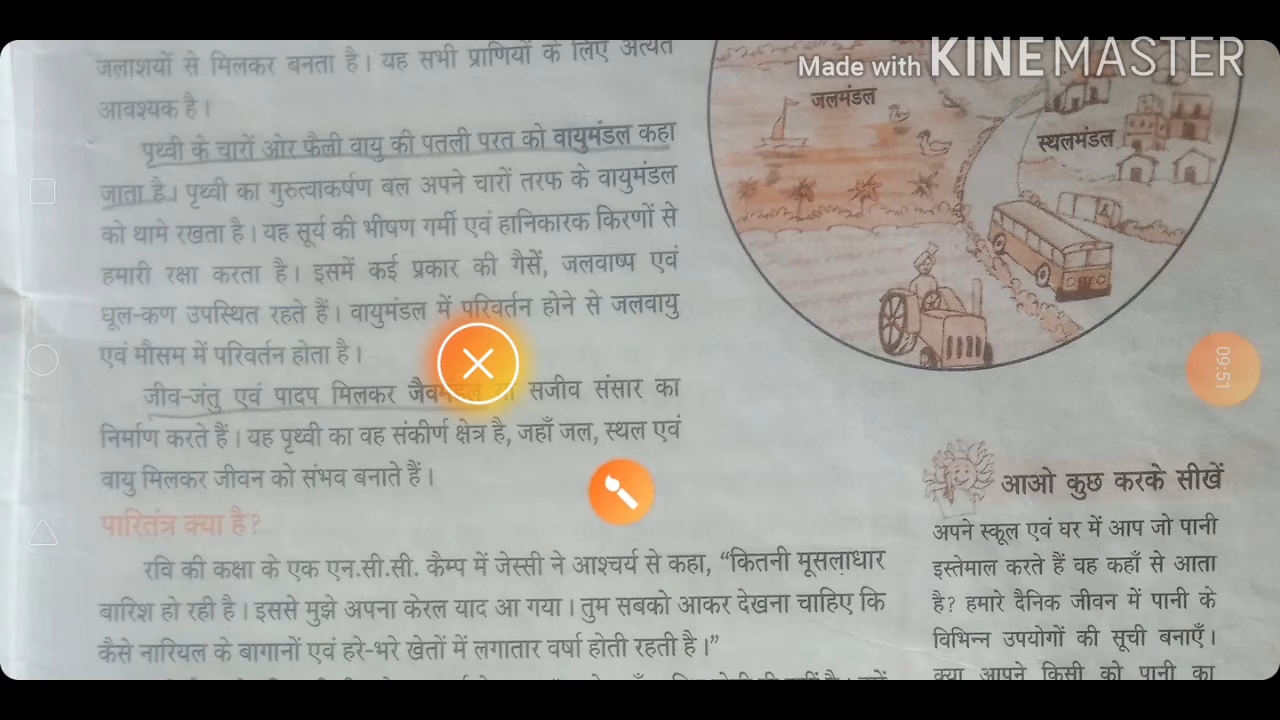 जलाशयों से मिलकर बनता है। यह सभी प्राणियों के लिए अत्यंत
आवश्यक है।
पृथ्वी के चारों ओर फैली वायु की पतली परत को वायुमंडल कहा
जाता है। पृथ्वी का गुरुत्वाकर्षण बल अपने चारों तरफ के वायुमंडल
को थामे रखता है। यह सूर्य की भीषण गर्मी एवं हानिकारक किरणों से
हमारी रक्षा करता है। इसमें कई प्रकार की गैसें, जलवाष्प एवं
धूल-कण उपस्थित रहते हैं। वायुमंडल में परिवर्तन होने से जलवायु
एवं मौसम में परिवर्तन होता है।
जीव-जंतु एवं पादप मिलकर जैवमंडल सजीव संसार का
निर्माण करते हैं। यह पृथ्वी का वह संकीर्ण क्षेत्र है, जहाँ जल, स्थल एवं
वायु मिलकर जीवन को संभव बनाते हैं।
पारितंत्र क्या है?
रवि की कक्षा के एक एन.सी.सी. कैम्प में जेस्सी ने आश्चर्य से कहा, “कितनी मूसलाधार
बारिश हो रही है। इससे मुझे अपना केरल याद आ गया। तुम सबको आकर देखना चाहिए कि
कैसे नारियल के बागानों एवं हरे-भरे खेतों में लगातार वर्षा होती रहती है।”
Made with KINEMASTER
जलमंडल
स्थलमंडल
09:51
आओ कुछ करके सीखें
अपने स्कूल एवं घर में आप जो पानी
इस्तेमाल करते हैं वह कहाँ से आता
है? हमारे दैनिक जीवन में पानी के
विभिन्न उपयोगों की सूची बनाएँ।
क्या आपने किसी को पानी का